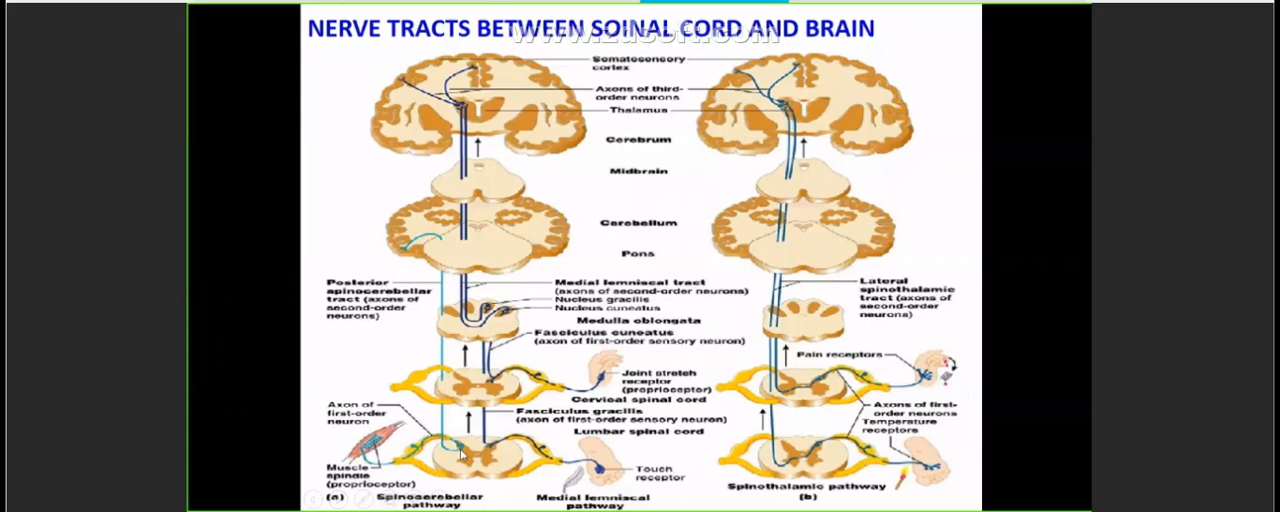 NERVE TRACTS BETWEEN SOINAL CORD AND BRAIN
www.zdsoft.com
Somatosensory
cortex
Axons of third-
order neurons
Thalamus
Cerebrum
Midbrain
Cerebellum
Pons
Posterior
spinocerebellar
tract (axons of
second-order
neurons)
Medial lemniscal tract
(axons of second-order neurons)
Nucleus gracilis
Nucleus cuneatus
Medulla oblongata
Fasciculus cuneatus
(axon of first-order sensory neuron)
Joint stretch
receptor
(proprioceptor)
Cervical spinal cord
Axon of
first-order
neuron
Fasciculus gracilis
(axon of first-order sensory neuron)
Lumbar spinal cord
Muscle
spindle
(proprioceptor)
Touch
receptor
(a)
Spinocerebellar
pathway
Medial lemniscal
pathway
Lateral
spinothalamic
tract (axons of
second-order
neurons)
Pain receptors
Axons of first-
order neurons
Temperature
receptors
Spinothalamic pathway
(b)